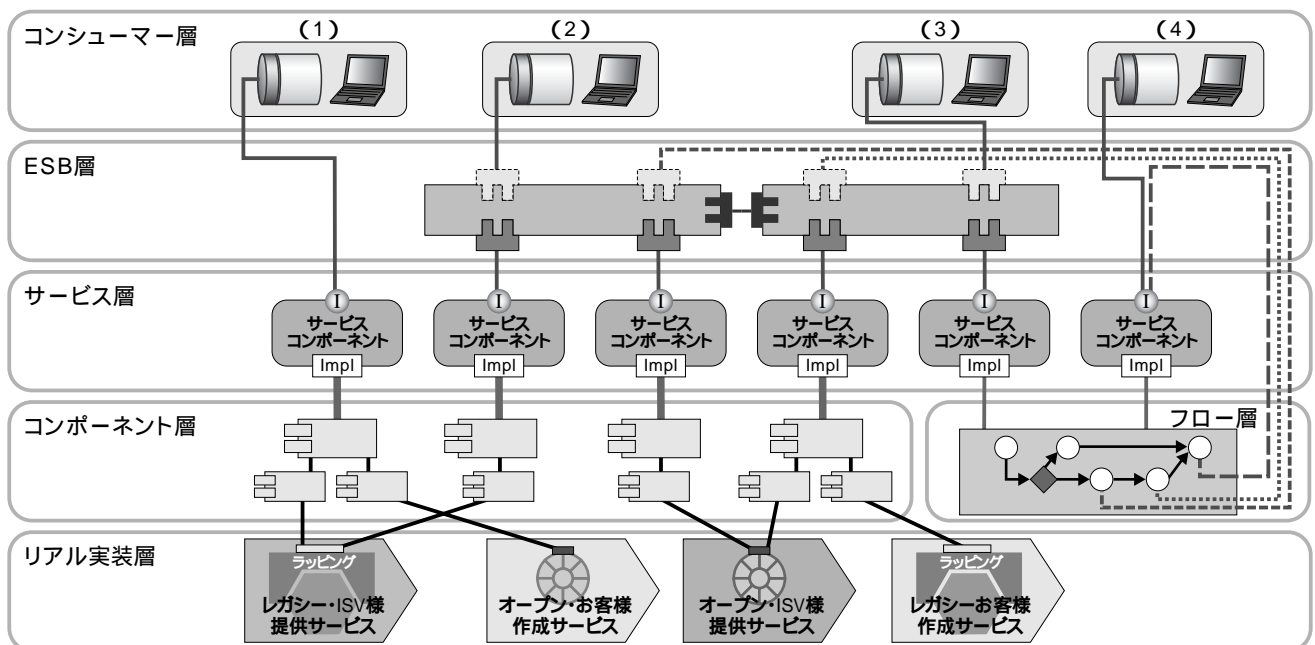 コンシューマー層
(1)
(2)
(3)
(4)
ESB層
サービス層
I
I
I
I
I
I
サービス
コンポーネント
サービス
コンポーネント
サービス
コンポーネント
サービス
コンポーネント
サービス
コンポーネント
サービス
コンポーネント
Impl
Impl
Impl
Impl
Impl
Impl
コンポーネント層
フロー層
リアル実装層
ラッピング
レガシー・ISV様
提供サービス
オープン・お客様
作成サービス
オープン・ISV様
提供サービス
ラッピング
レガシーお客様
作成サービス